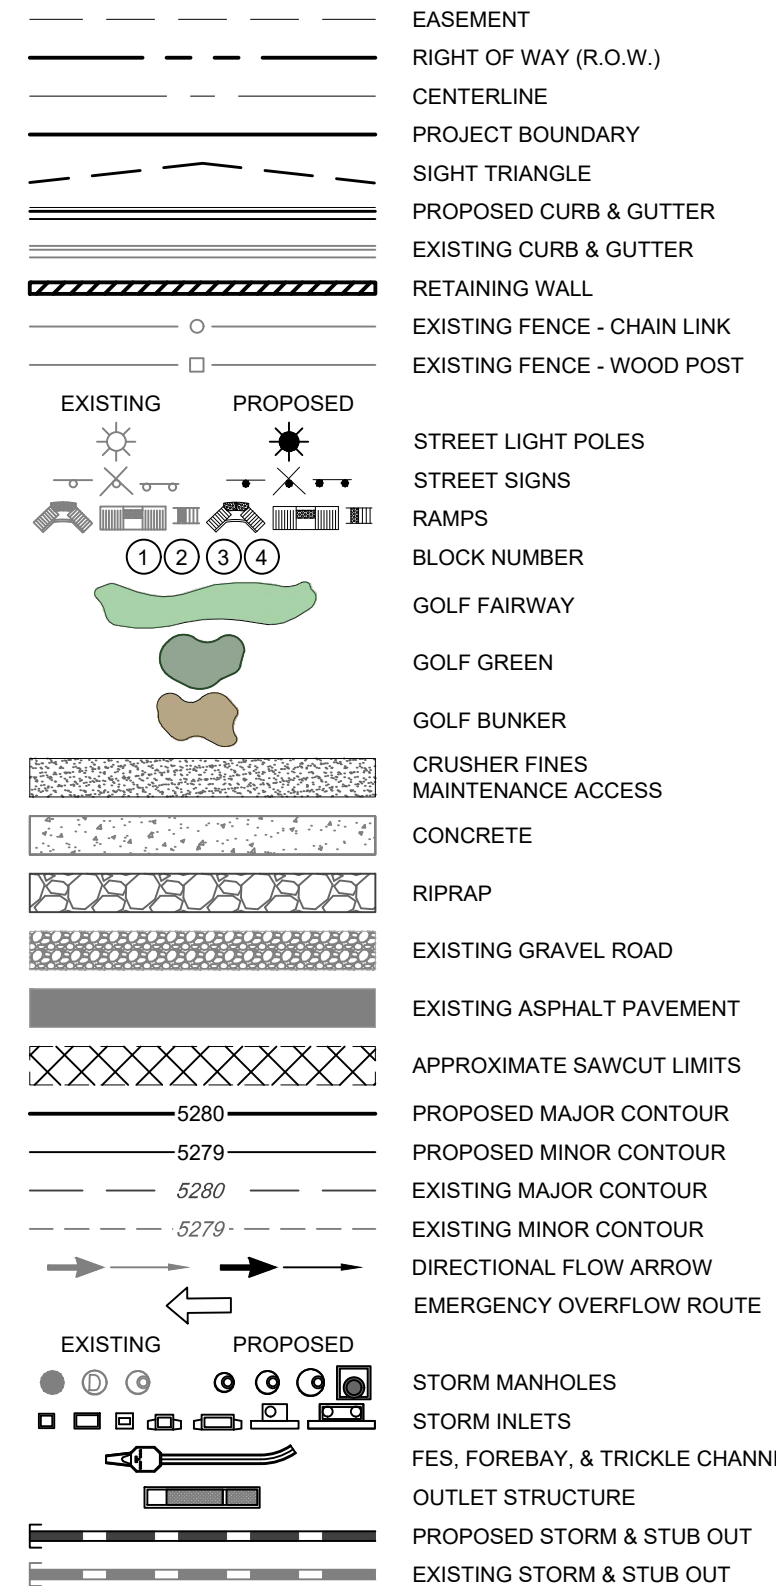 EASEMENT
RIGHT OF WAY (R.O.W.)
CENTERLINE
PROJECT BOUNDARY
SIGHT TRIANGLE
PROPOSED CURB & GUTTER
EXISTING CURB & GUTTER
RETAINING WALL
EXISTING FENCE - CHAIN LINK
EXISTING FENCE - WOOD POST
EXISTING PROPOSED
STREET LIGHT POLES
STREET SIGNS
RAMPS
1 2 3 4 BLOCK NUMBER
GOLF FAIRWAY
GOLF GREEN
GOLF BUNKER
CRUSHER FINES
MAINTENANCE ACCESS
CONCRETE
RIPRAP
EXISTING GRAVEL ROAD
EXISTING ASPHALT PAVEMENT
APPROXIMATE SAWCUT LIMITS
5280 PROPOSED MAJOR CONTOUR
5279 PROPOSED MINOR CONTOUR
5280 EXISTING MAJOR CONTOUR
5279 EXISTING MINOR CONTOUR
DIRECTIONAL FLOW ARROW
EMERGENCY OVERFLOW ROUTE
EXISTING PROPOSED
D STORM MANHOLES
STORM INLETS
FES, FOREBAY, & TRICKLE
OUTLET STRUCTURE
PROPOSED STORM & STUB OUT
EXISTING STORM & STUB OUT